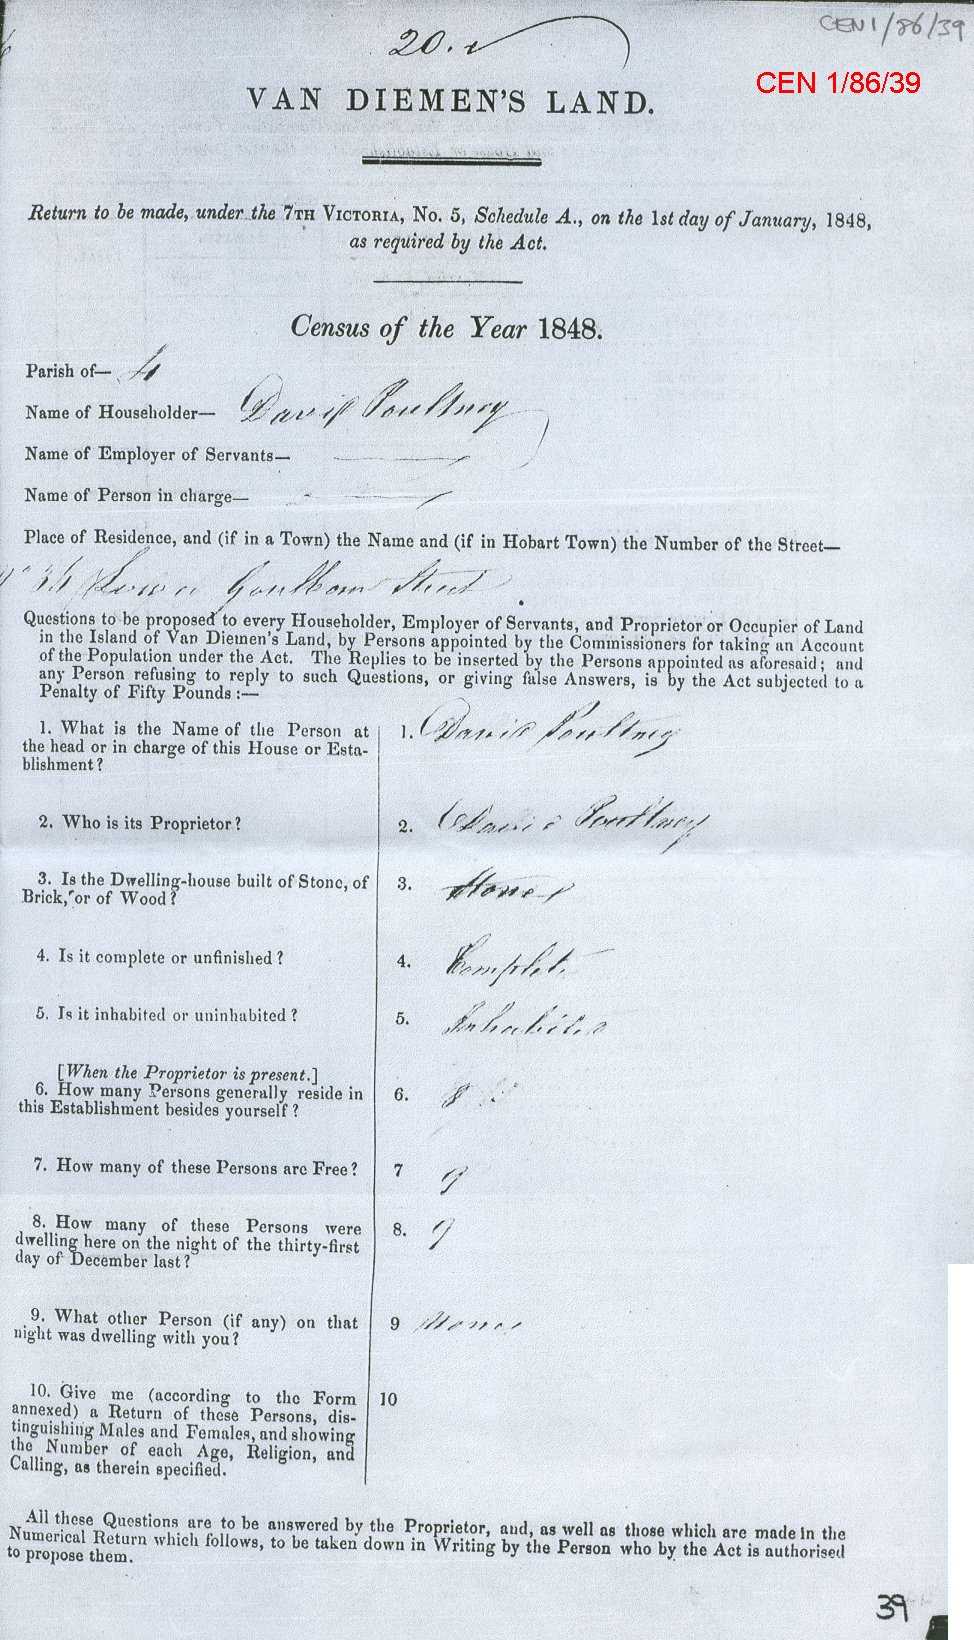 CEN1/86/39
20.
CEN 1/86/39
VAN DIEMEN'S LAND.
Return to be made, under the 7TH VICTORIA, No. 5, Schedule A., on the 1st day of January, 1848,
as required by the Act.
Census of the Year 1848.
Parish of— 4
Name of Householder— David Poultney
Name of Employer of Servants—
Name of Person in charge—
Place of Residence, and (if in a Town) the Name and (if in Hobart Town) the Number of the Street—
Goulburn Street
Questions to be proposed to every Householder, Employer of Servants, and Proprietor or Occupier of Land
in the Island of Van Diemen's Land, by Persons appointed by the Commissioners for taking an Account
of the Population under the Act. The Replies to be inserted by the Persons appointed as aforesaid; and
any Person refusing to reply to such Questions, or giving false Answers, is by the Act subjected to a
Penalty of Fifty Pounds :—
1. What is the Name of the Person at
the head or in charge of this House or Esta-
blishment?
1. David Poultney
2. Who is its Proprietor?
2. David Poultney
3. Is the Dwelling-house built of Stone, of
Brick, or of Wood?
3. Stone
4. Is it complete or unfinished?
4. Complete
5. Is it inhabited or uninhabited?
5. Inhabited
[When the Proprietor is present.]
6. How many Persons generally reside in
this Establishment besides yourself?
6. 8
7. How many of these Persons are Free?
7 9
8. How many of these Persons were
dwelling here on the night of the thirty-first
day of December last?
8. 9
9. What other Person (if any) on that
night was dwelling with you?
9 None
10. Give me (according to the Form
annexed) a Return of these Persons, dis-
tinguishing Males and Females, and showing
the Number of each Age, Religion, and
Calling, as therein specified.
10
All these Questions are to be answered by the Proprietor, and, as well as those which are made in the
Numerical Return which follows, to be taken down in Writing by the Person who by the Act is authorised
to propose them.
39